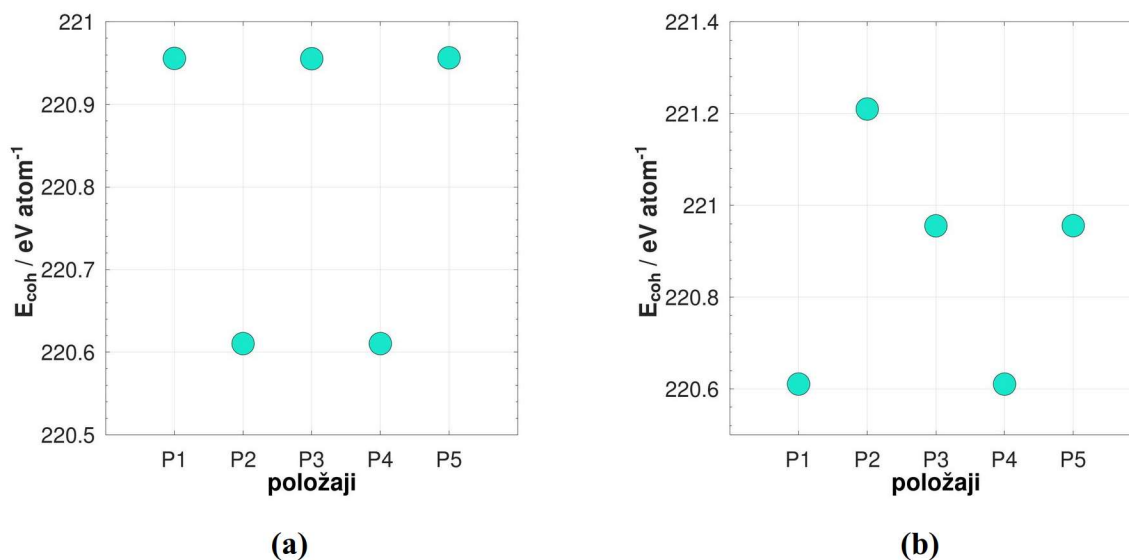 221
220.9
220.8
220.7
220.6
220.5
E_coh / eV atom⁻¹
P1 P2 P3 P4 P5
položaji
(a)
221.4
221.2
221
220.8
220.6
E_coh / eV atom⁻¹
P1 P2 P3 P4 P5
položaji
(b)